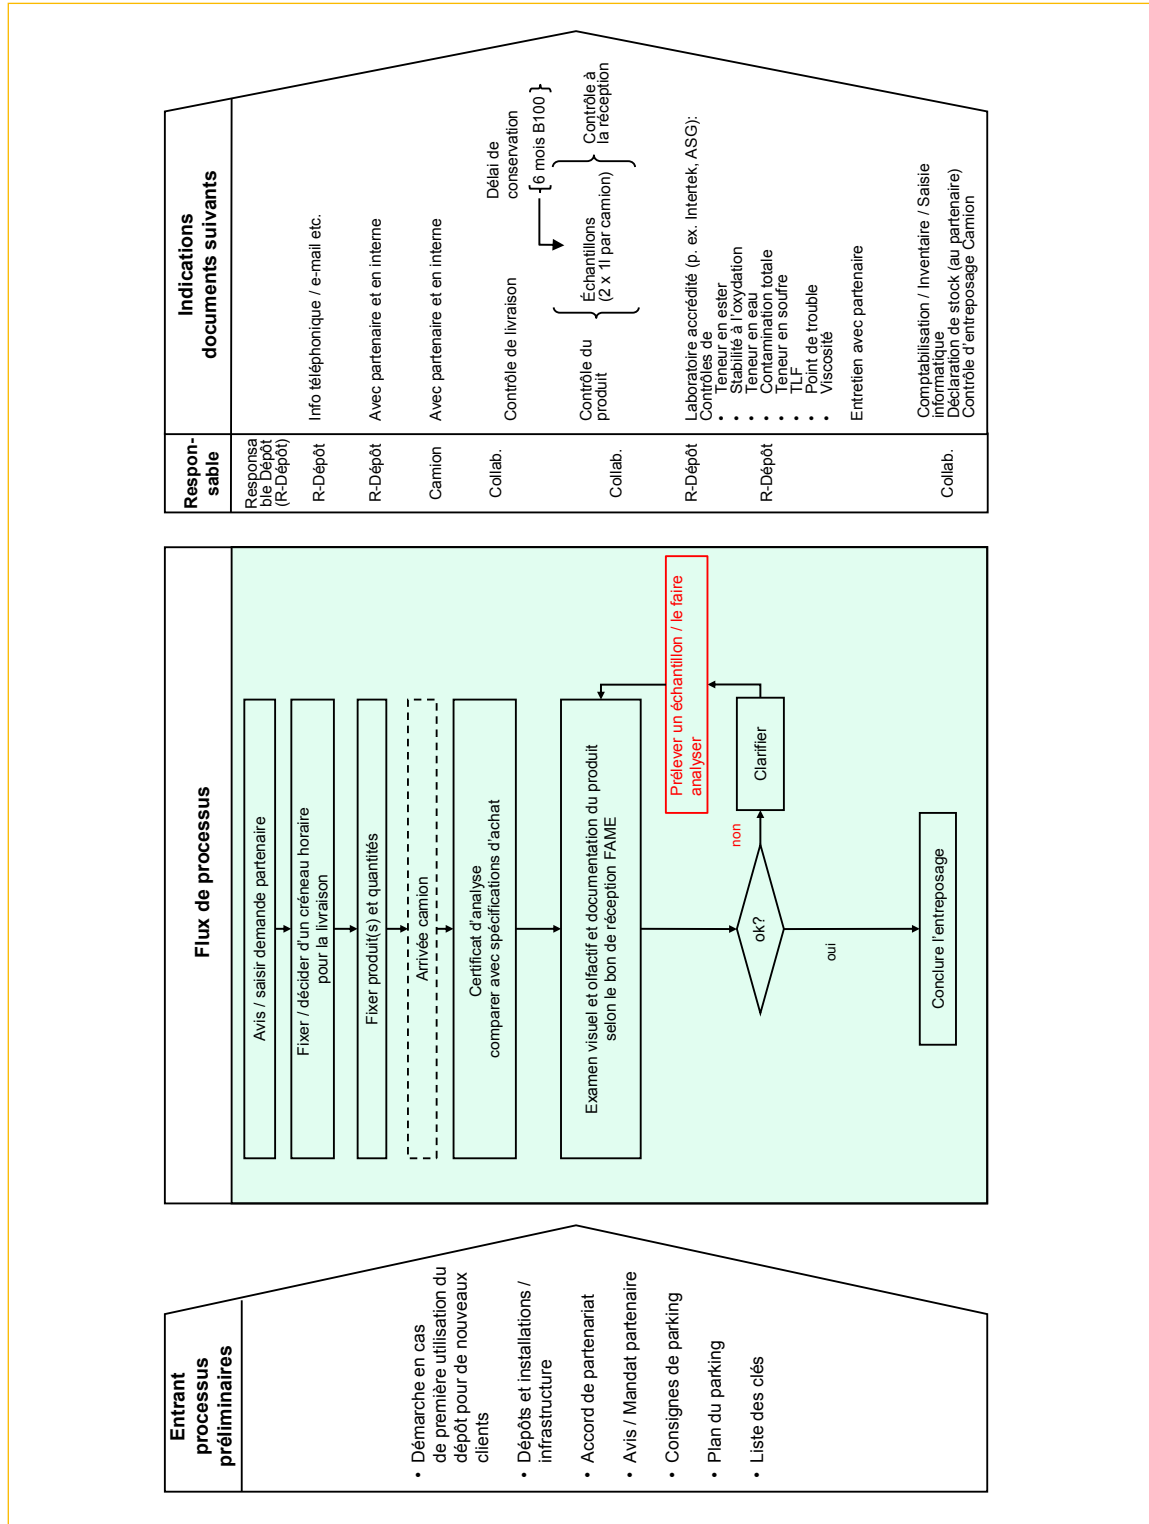 Entrant
processus
préliminaires
• Démarche en cas
de première utilisation du
dépôt pour de nouveaux
clients
• Dépôts et installations /
infrastructure
• Accord de partenariat
• Avis / Mandat partenaire
• Consignes de parking
• Plan du parking
• Liste des clés
Flux de processus
Avis / saisir demande partenaire
Fixer / décider d’un créneau horaire
pour la livraison
Fixer produit(s) et quantités
Arrivée camion
Certificat d’analyse
comparer avec spécifications d’achat
Examen visuel et olfactif et documentation du produit
selon le bon de réception FAME
Prélever un échantillon / le faire
analyser
ok?
non
Clarifier
oui
Conclure l’entreposage
Respon-
sable
Responsa
ble Dépôt
(R-Dépôt)
R-Dépôt
R-Dépôt
Camion
Collab.
Collab.
R-Dépôt
R-Dépôt
Collab.
Indications
documents suivants
Info téléphonique / e-mail etc.
Avec partenaire et en interne
Avec partenaire et en interne
Contrôle de livraison
Délai de
conservation
6 mois B100
Contrôle du
produit
Échantillons
(2 x 1l par camion)
Contrôle à
la réception
Laboratoire accrédité (p. ex. Intertek, ASG):
Contrôles de
• Teneur en ester
• Stabilité à l’oxydation
• Teneur en eau
• Contamination totale
• Teneur en soufre
• TLF
• Point de trouble
• Viscosité
Entretien avec partenaire
Comptabilisation / Inventaire / Saisie
informatique
Déclaration de stock (au partenaire)
Contrôle d’entreposage Camion